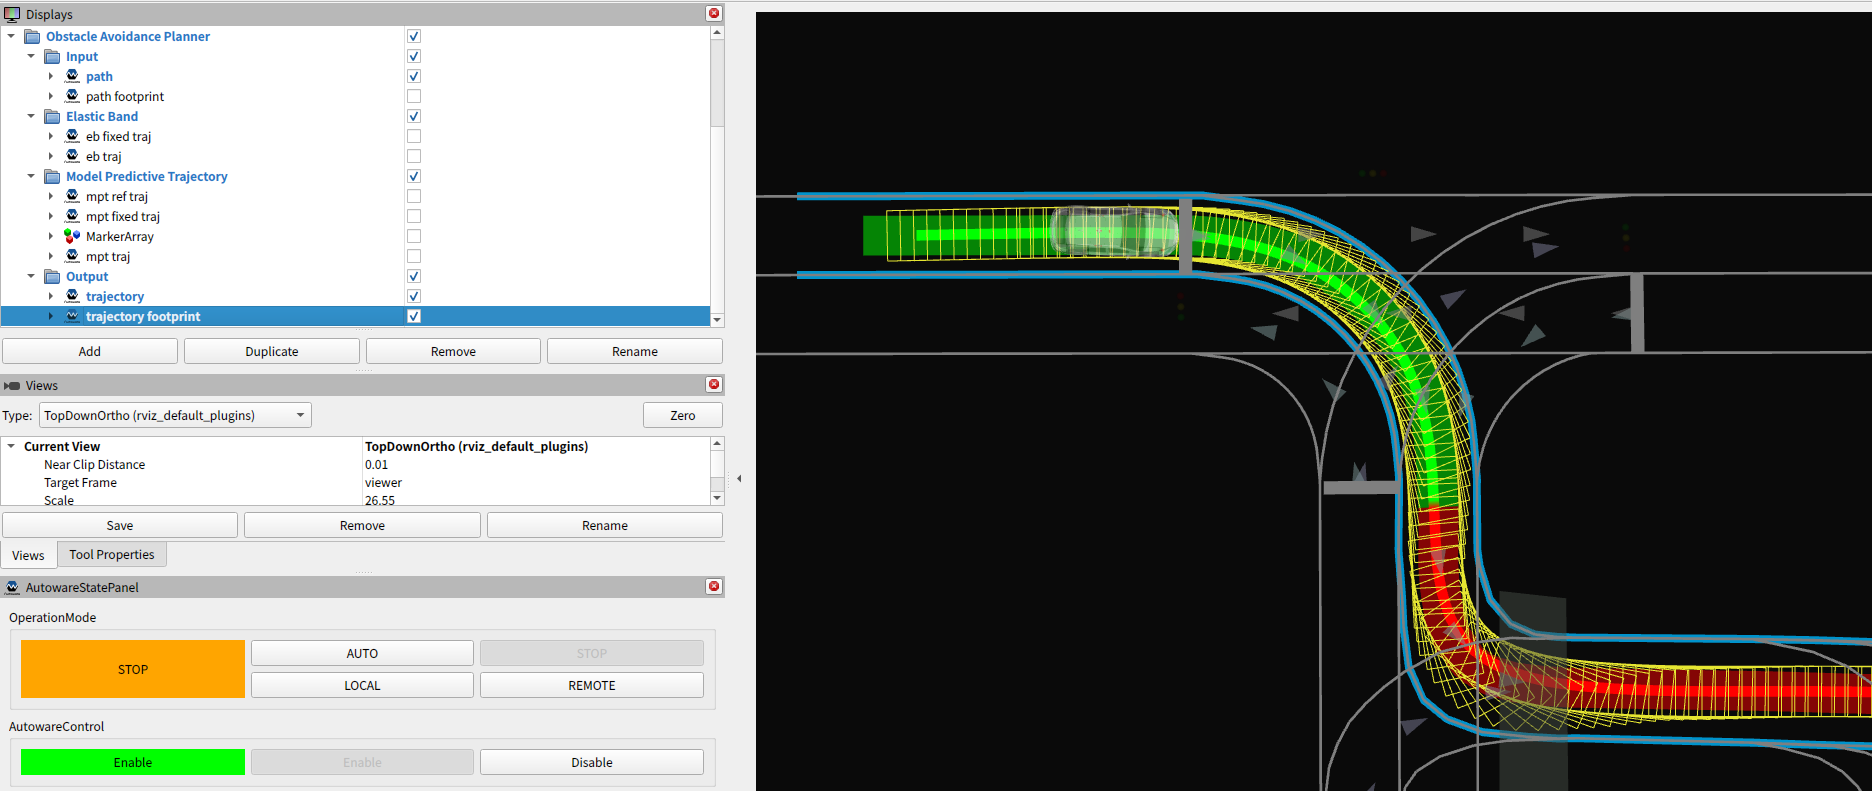 Displays
Obstacle Avoidance Planner
Input
path
path footprint
Elastic Band
eb fixed traj
eb traj
Model Predictive Trajectory
mpt ref traj
mpt fixed traj
MarkerArray
mpt traj
Output
trajectory
trajectory footprint
Add Duplicate Remove Rename
Views
Type: TopDownOrtho (rviz_default_plugins) Zero
Current View TopDownOrtho (rviz_default_plugins)
Near Clip Distance 0.01
Target Frame viewer
Scale 26.55
Save Remove Rename
Views Tool Properties
AutowareStatePanel
OperationMode
STOP AUTO STOP
LOCAL REMOTE
AutowareControl
Enable Enable Disable